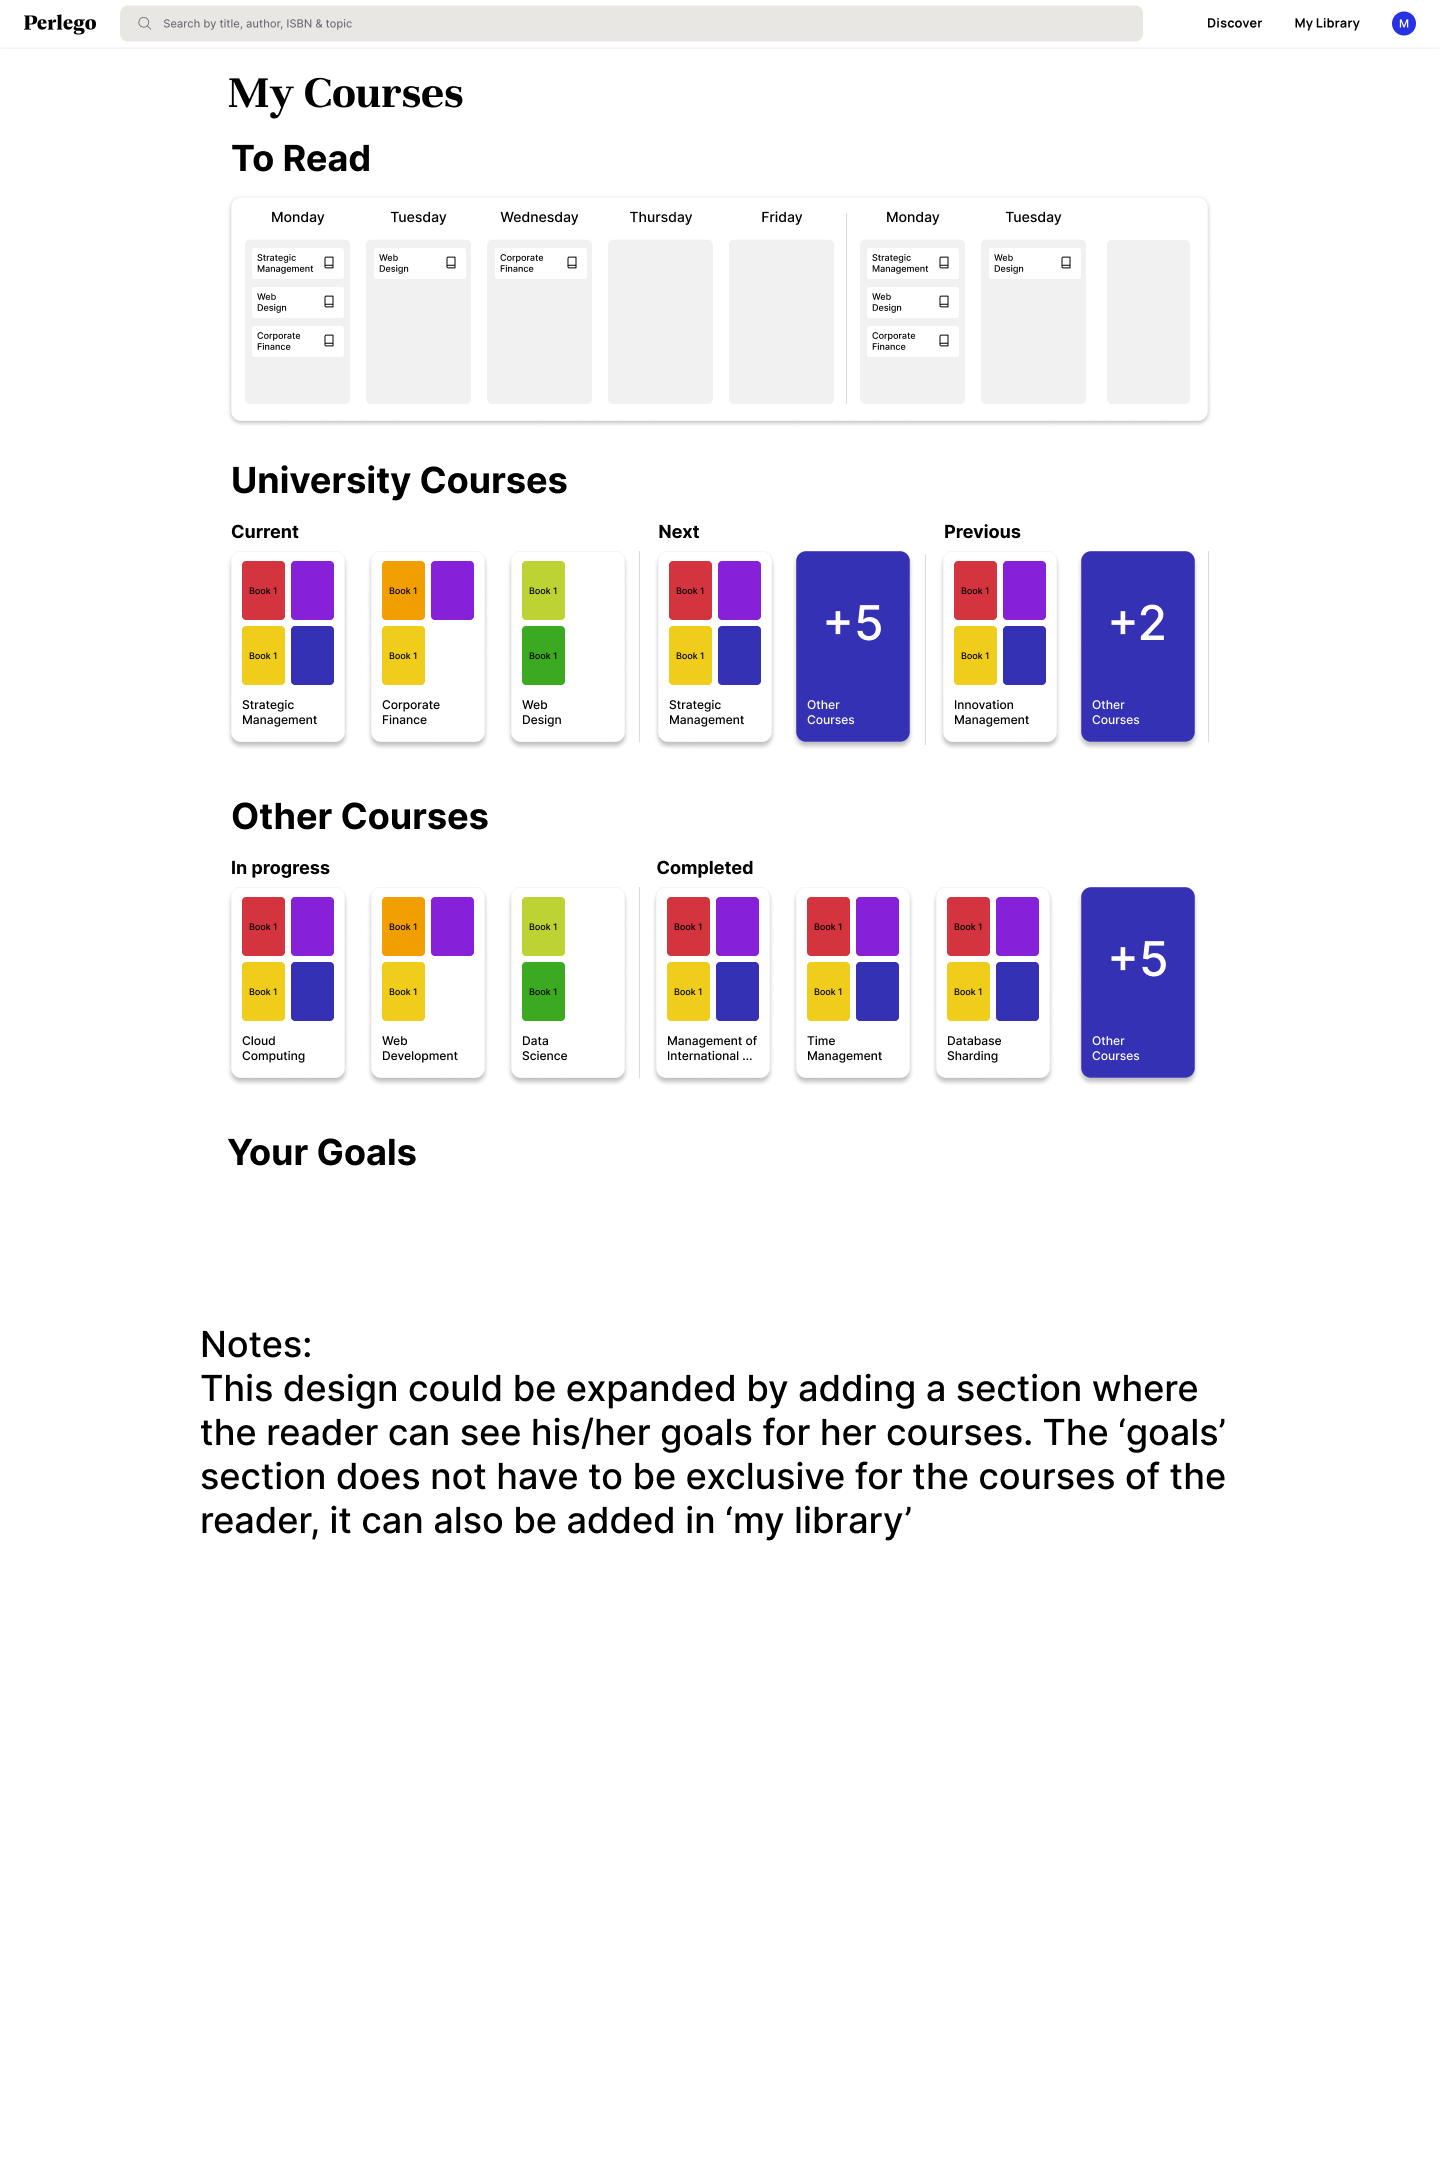 Perlego
Search by title, author, ISBN & topic
Discover
My Library
M
My Courses
To Read
Monday
Tuesday
Wednesday
Thursday
Friday
Monday
Tuesday
Strategic
Management
Web
Design
Corporate
Finance
Web
Design
Corporate
Finance
Strategic
Management
Web
Design
Corporate
Finance
Web
Design
University Courses
Current
Book 1
Book 1
Strategic
Management
Book 1
Book 1
Corporate
Finance
Book 1
Book 1
Web
Design
Next
Book 1
Book 1
Strategic
Management
+5
Other
Courses
Previous
Book 1
Book 1
Innovation
Management
+2
Other
Courses
Other Courses
In progress
Book 1
Book 1
Cloud
Computing
Book 1
Book 1
Web
Development
Book 1
Book 1
Data
Science
Completed
Book 1
Book 1
Management of
International ...
Book 1
Book 1
Time
Management
Book 1
Book 1
Database
Sharding
+5
Other
Courses
Your Goals
Notes:
This design could be expanded by adding a section where
the reader can see his/her goals for her courses. The ‘goals’
section does not have to be exclusive for the courses of the
reader, it can also be added in ‘my library’